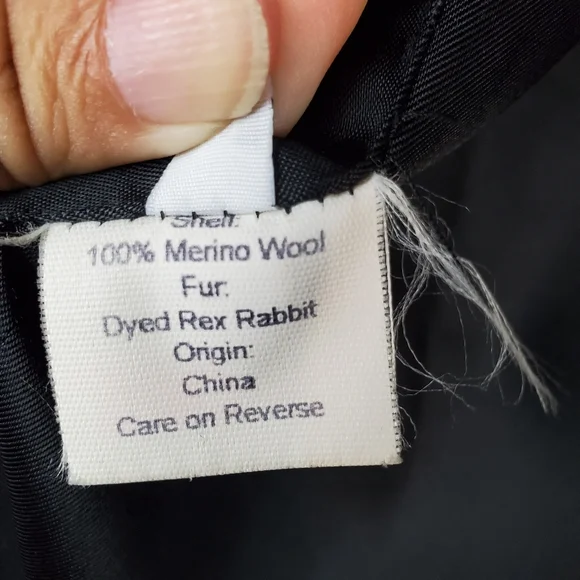 Shell:
100% Merino Wool
Fur:
Dyed Rex Rabbit
Origin:
China
Care on Reverse